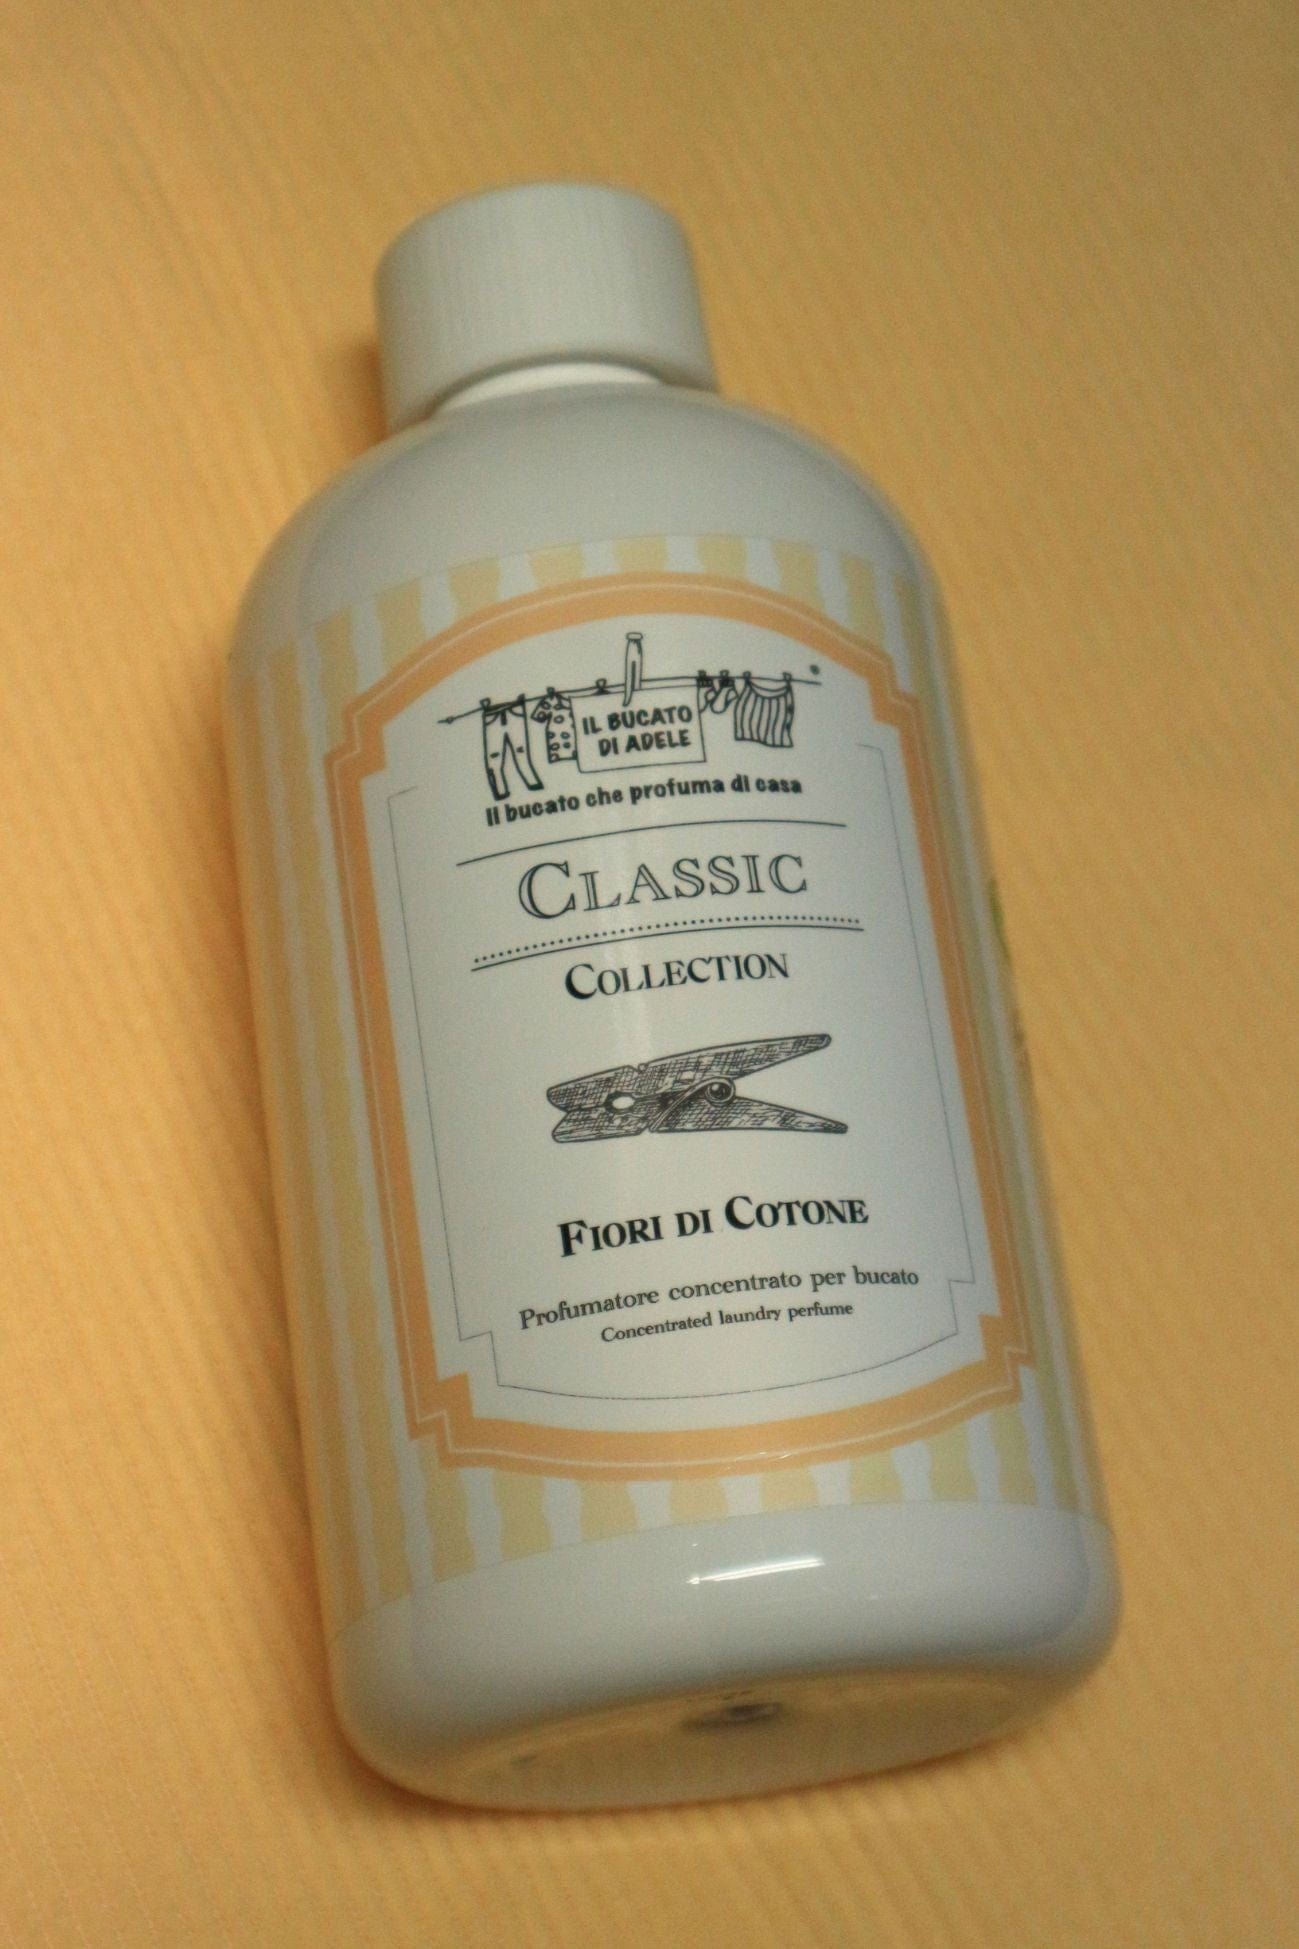 IL BUCATO
DI ADELE
Il bucato che profuma di casa
CLASSIC
COLLECTION
FIORI DI COTONE
Profumatore concentrato per bucato
Concentrated laundry perfume